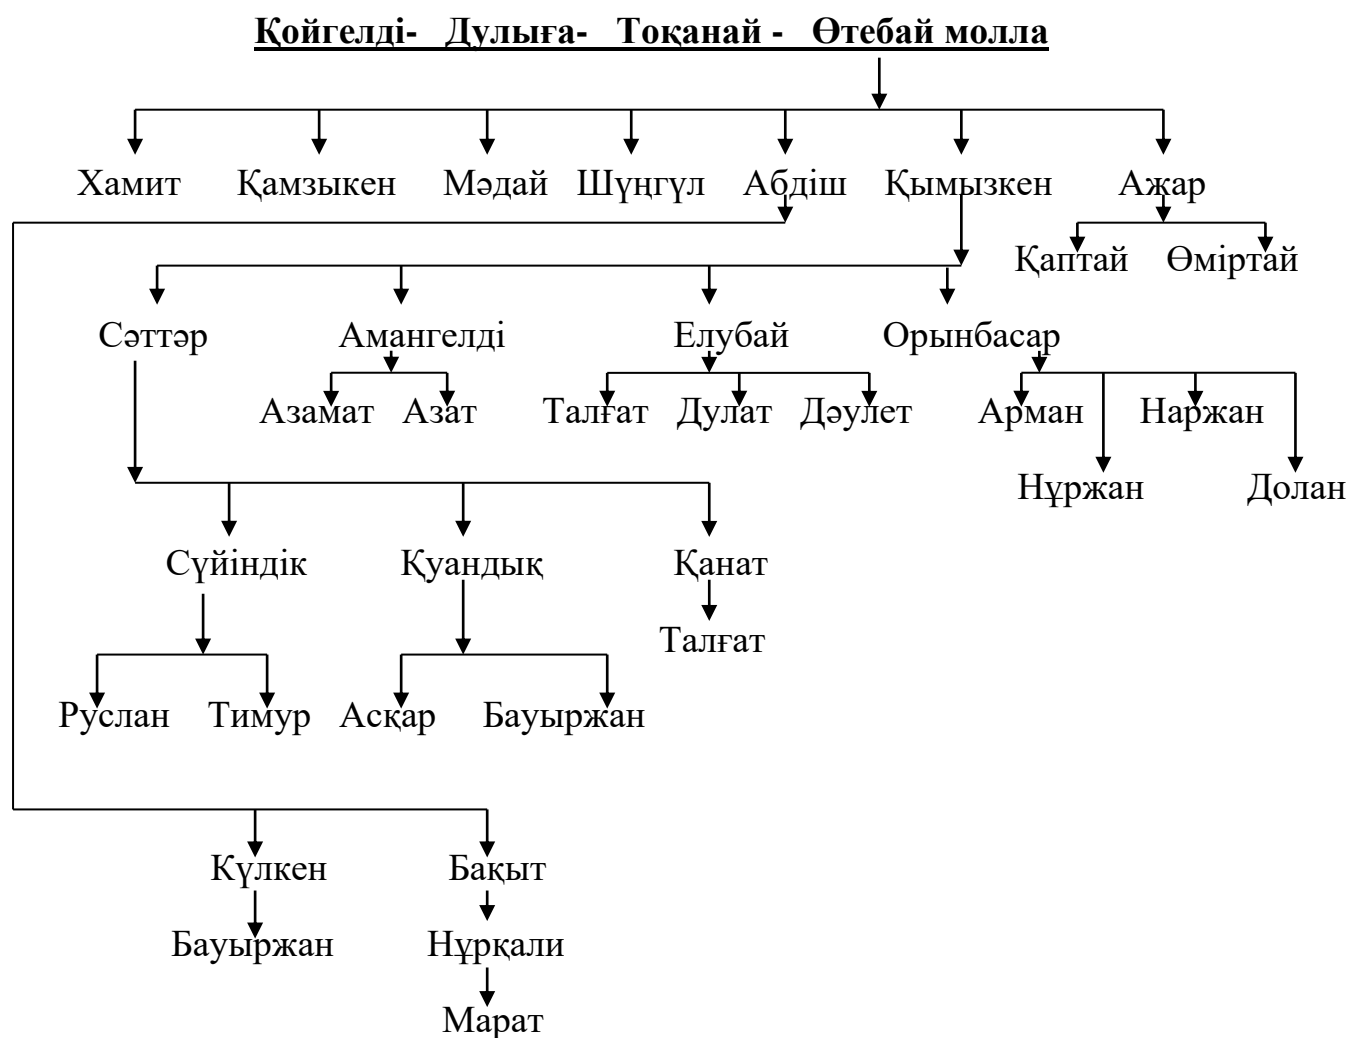 Қойгелді- Дулыға- Тоқанай - Өтебай молла
Хамит Қамзыкен Мәдай Шүңгүл Абдіш Қымызкен Ажар
Қаптай Өміртай
Сәттәр Амангелді Елубай Орынбасар
Азамат Азат Талғат Дулат Дәулет Арман Наржан
Нұржан Долан
Сүйіндік Қуандық Қанат
Талғат
Руслан Тимур Асқар Бауыржан
Күлкен Бақыт
Бауыржан Нұрқали
Марат